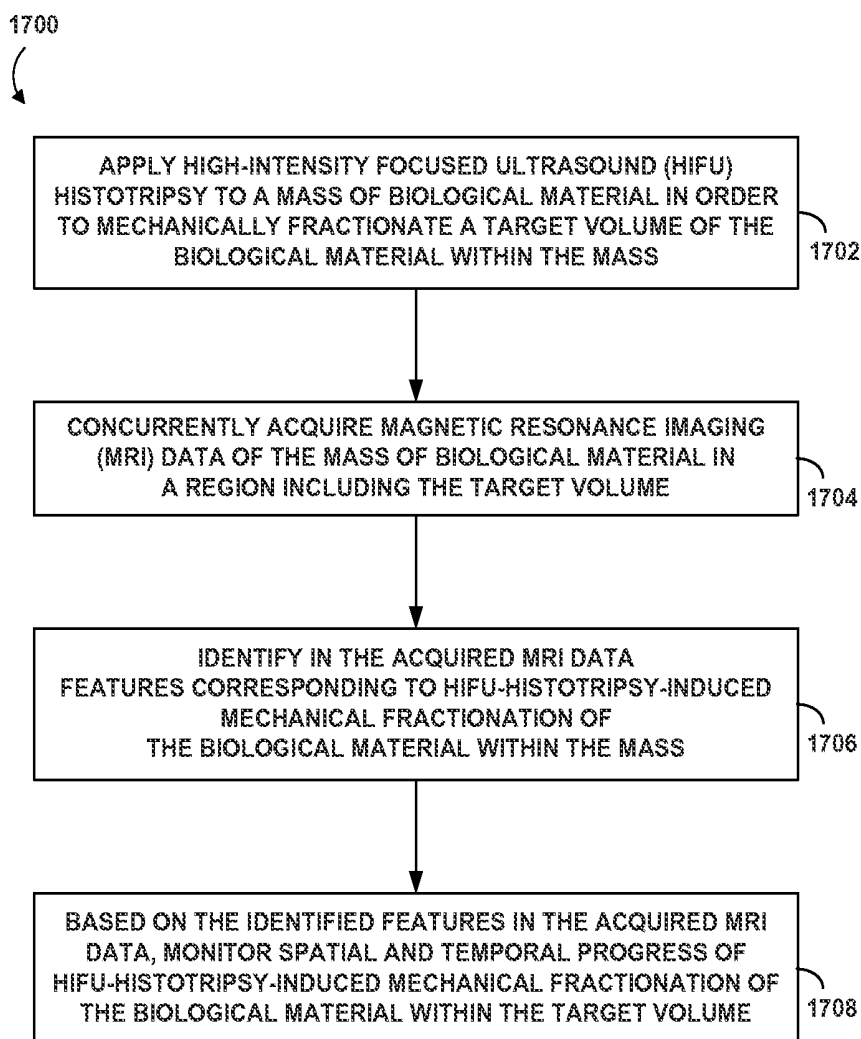 1700
APPLY HIGH-INTENSITY FOCUSED ULTRASOUND (HIFU)
HISTOTRIPSY TO A MASS OF BIOLOGICAL MATERIAL IN ORDER
TO MECHANICALLY FRACTIONATE A TARGET VOLUME OF THE
BIOLOGICAL MATERIAL WITHIN THE MASS
1702
CONCURRENTLY ACQUIRE MAGNETIC RESONANCE IMAGING
(MRI) DATA OF THE MASS OF BIOLOGICAL MATERIAL IN
A REGION INCLUDING THE TARGET VOLUME
1704
IDENTIFY IN THE ACQUIRED MRI DATA
FEATURES CORRESPONDING TO HIFU-HISTOTRIPSY-INDUCED
MECHANICAL FRACTIONATION OF
THE BIOLOGICAL MATERIAL WITHIN THE MASS
1706
BASED ON THE IDENTIFIED FEATURES IN THE ACQUIRED MRI
DATA, MONITOR SPATIAL AND TEMPORAL PROGRESS OF
HIFU-HISTOTRIPSY-INDUCED MECHANICAL FRACTIONATION OF
THE BIOLOGICAL MATERIAL WITHIN THE TARGET VOLUME
1708